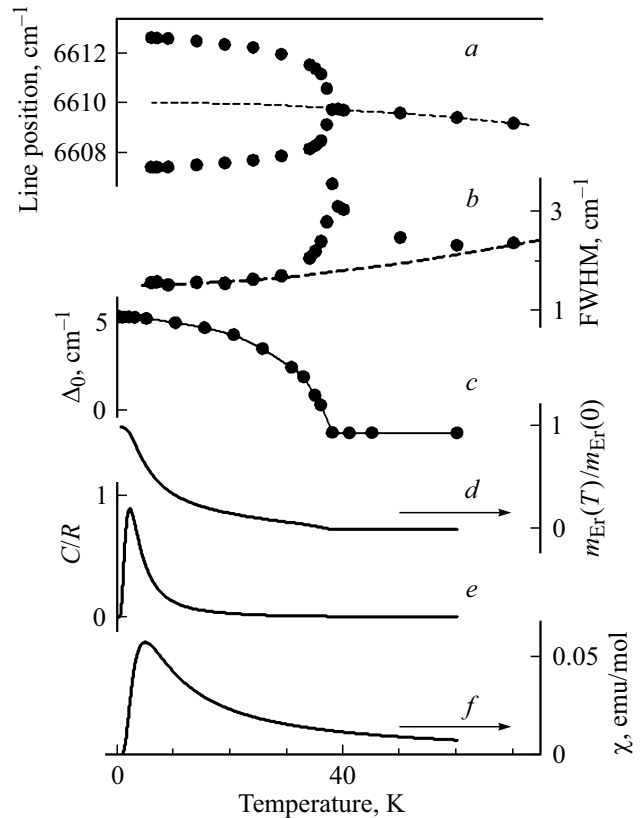 Line position, cm⁻¹
6612
6610
6608
a
b
3
1
FWHM, cm⁻¹
Δ₀, cm⁻¹
5
0
c
1
0
m_Er(T)/m_Er(0)
d
C/R
1
0
e
0.05
0
χ, emu/mol
f
0
40
Temperature, K